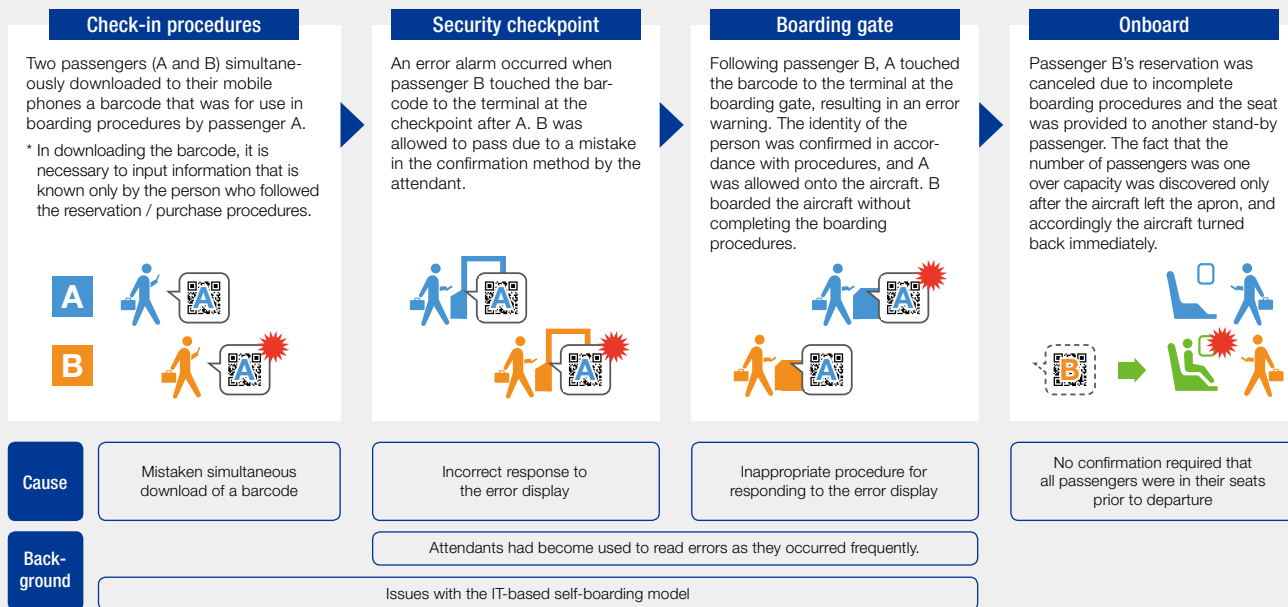 Check-in procedures
Two passengers (A and B) simultane-
ously downloaded to their mobile
phones a barcode that was for use in
boarding procedures by passenger A.
* In downloading the barcode, it is
necessary to input information that is
known only by the person who followed
the reservation / purchase procedures.
A
A
B
A
Security checkpoint
An error alarm occurred when
passenger B touched the bar-
code to the terminal at the
checkpoint after A. B was
allowed to pass due to a mistake
in the confirmation method by the
attendant.
A
A
Boarding gate
Following passenger B, A touched
the barcode to the terminal at the
boarding gate, resulting in an error
warning. The identity of the
person was confirmed in accor-
dance with procedures, and A
was allowed onto the aircraft. B
boarded the aircraft without
completing the boarding
procedures.
A
A
Onboard
Passenger B's reservation was
canceled due to incomplete
boarding procedures and the seat
was provided to another stand-by
passenger. The fact that the
number of passengers was one
over capacity was discovered only
after the aircraft left the apron, and
accordingly the aircraft turned
back immediately.
B
Cause
Mistaken simultaneous
download of a barcode
Incorrect response to
the error display
Inappropriate procedure for
responding to the error display
No confirmation required that
all passengers were in their seats
prior to departure
Back-
ground
Attendants had become used to read errors as they occurred frequently.
Issues with the IT-based self-boarding model